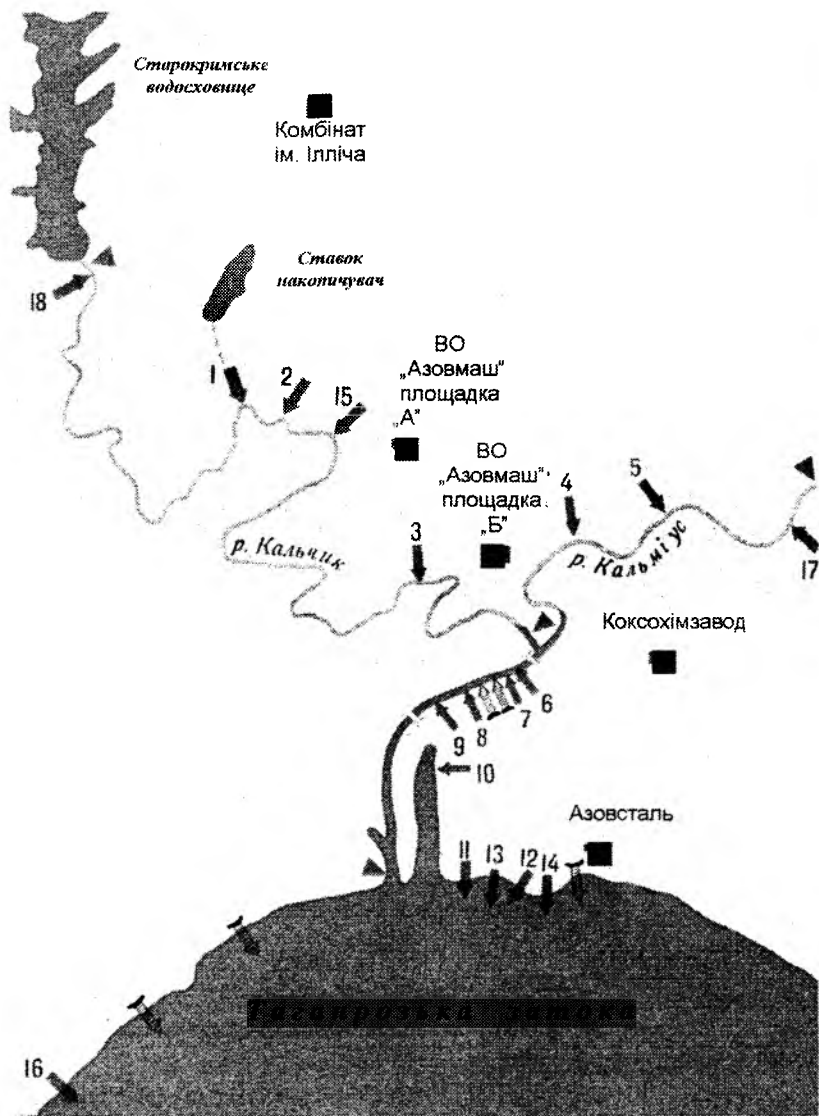 Старокримське
водосховище
Комбінат
ім. Ілліча
Ставок
накопичувач
18
1
2
15
ВО
„Азовмаш"
площадка
„А"
ВО
„Азовмаш"
площадка
„Б"
4
5
3
р. Кальчик
р. Кальміус
17
Коксохімзавод
6
7
8
9
10
Азовсталь
11
13
12
14
Таганрозька затока
16